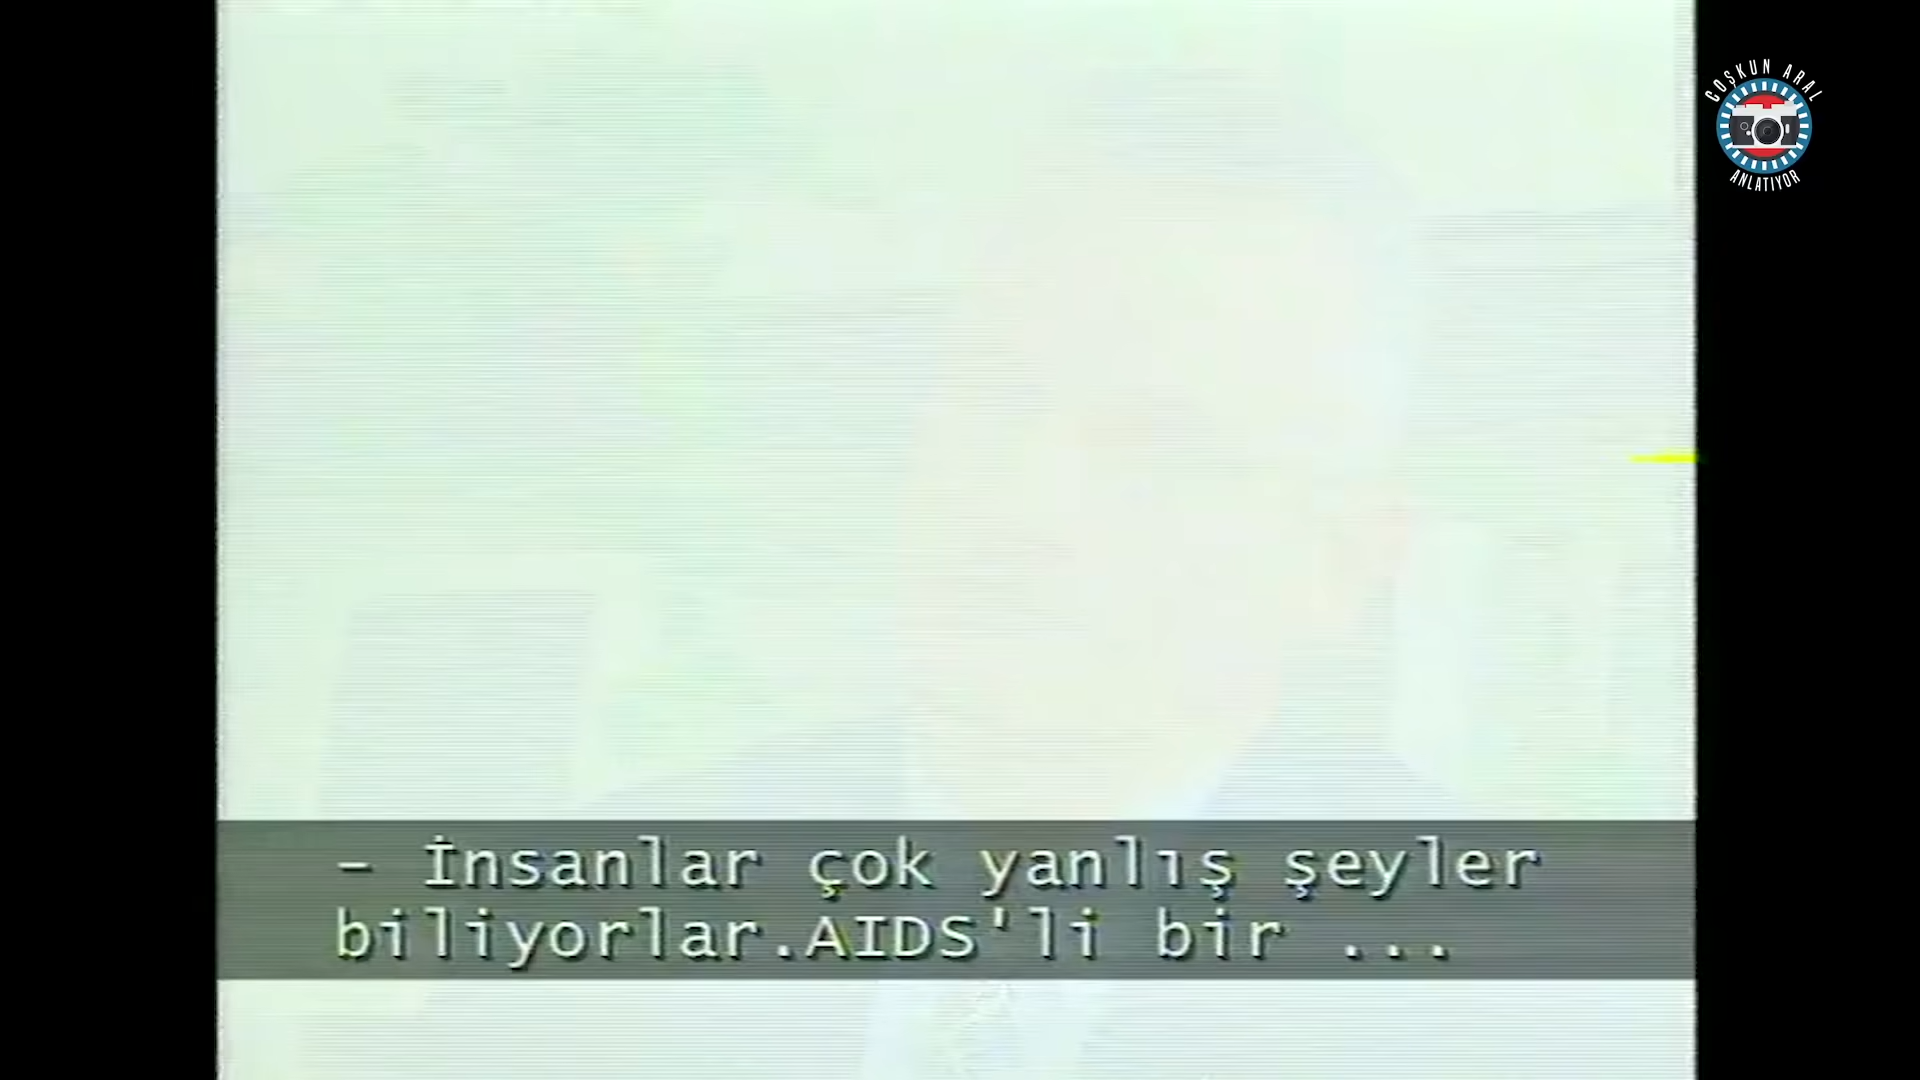 COŞKUN ARAL
ANLATIYOR
- İnsanlar çok yanlış şeyler
biliyorlar.AIDS'li bir ...